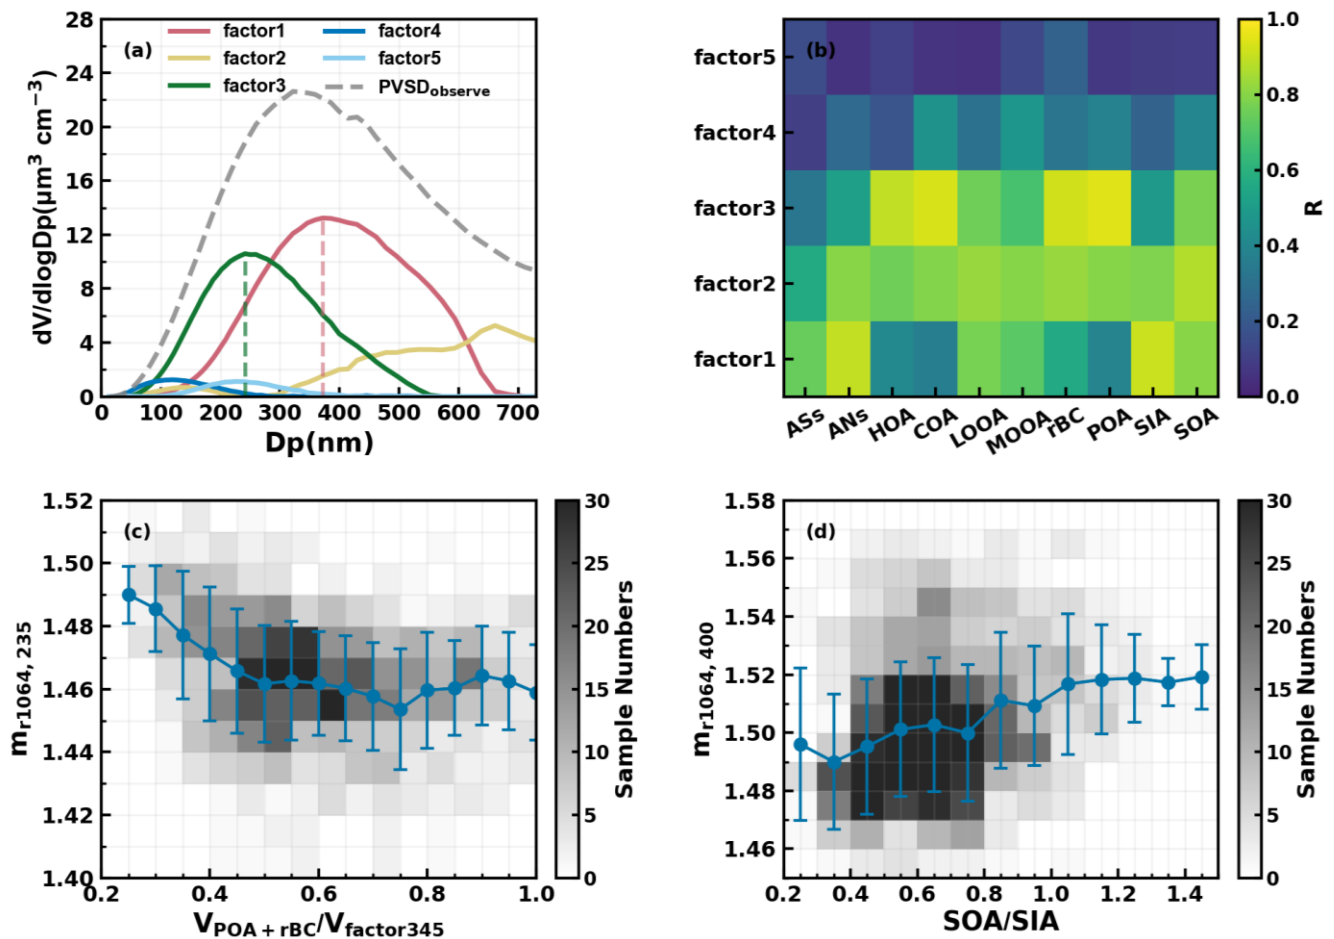 28
24
20
16
12
8
4
0
dV/dlogDp(μm³ cm⁻³)
(a)
factor1
factor2
factor3
factor4
factor5
PVSD_observe
0 100 200 300 400 500 600 700
Dp(nm)
(b)
factor5
factor4
factor3
factor2
factor1
ASs ANs HOA COA LOOA MOOA rBC POA SIA SOA
1.0
0.8
0.6
0.4
0.2
0.0
R
1.52
1.50
1.48
1.46
1.44
1.42
1.40
m_r1064, 235
(c)
0.2 0.4 0.6 0.8 1.0
V_POA + rBC/V_factor345
30
25
20
15
10
5
0
Sample Numbers
1.58
1.56
1.54
1.52
1.50
1.48
1.46
m_r1064, 400
(d)
0.2 0.4 0.6 0.8 1.0 1.2 1.4
SOA/SIA
30
25
20
15
10
5
0
Sample Numbers